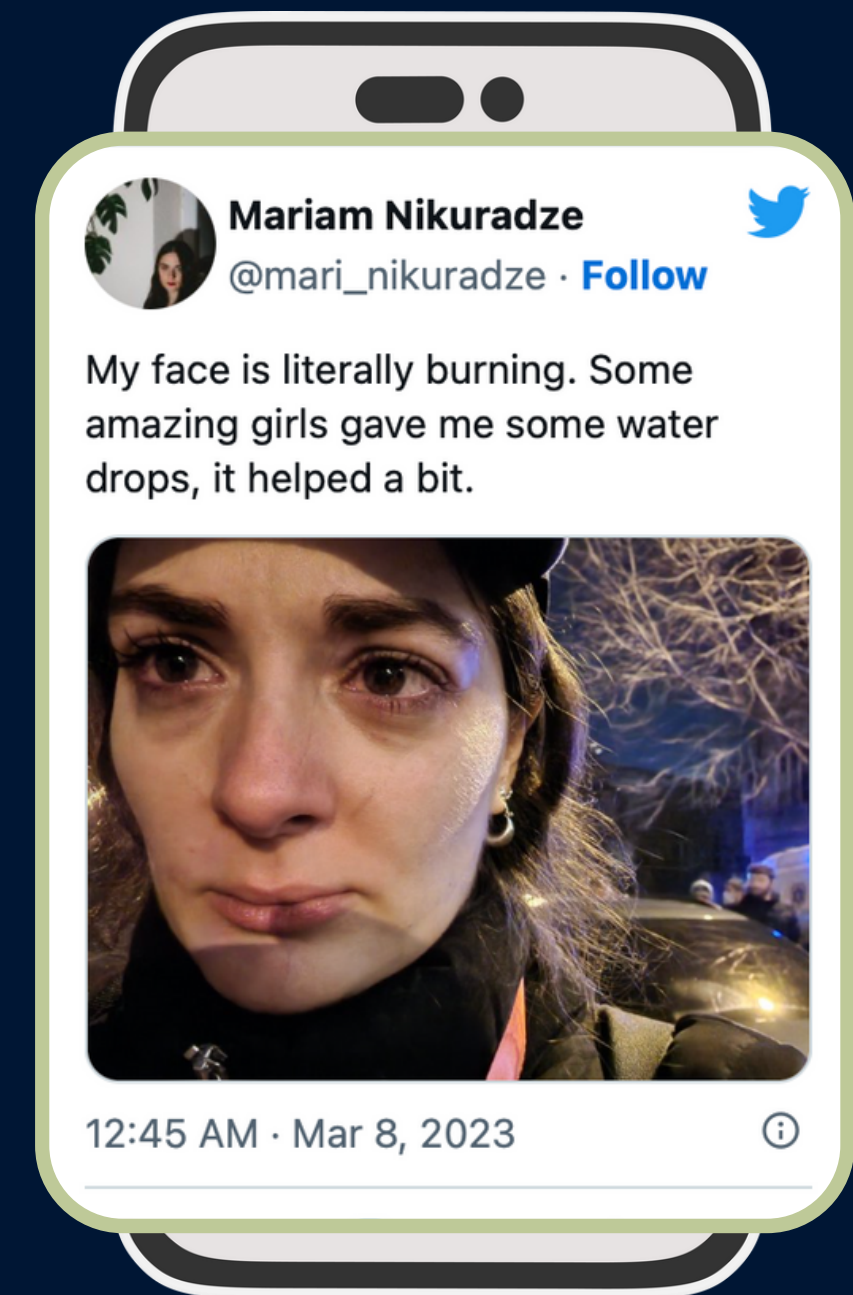 Mariam Nikuradze
@mari_nikuradze · Follow
My face is literally burning. Some
amazing girls gave me some water
drops, it helped a bit.
12:45 AM · Mar 8, 2023